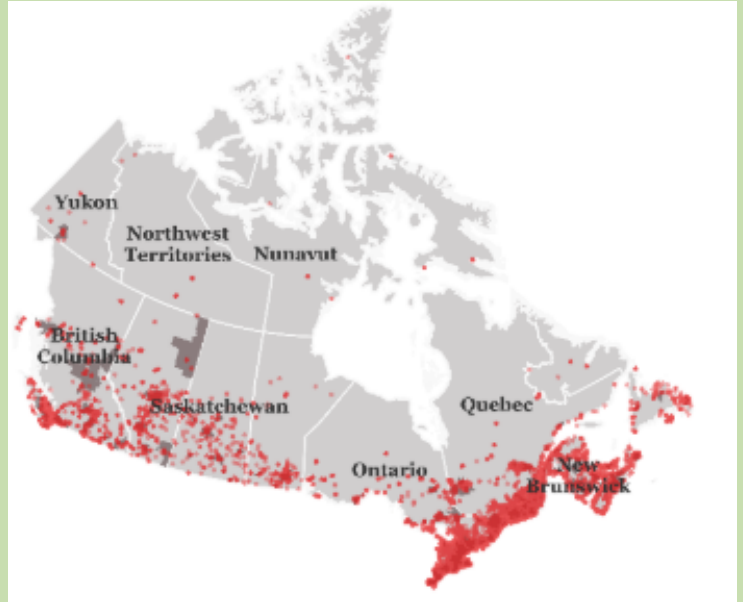 Yukon
Northwest
Territories
Nunavut
British
Columbia
Saskatchewan
Quebec
Ontario
New
Brunswick